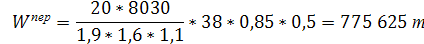 W^пер = (20 * 8030) / (1,9 * 1,6 * 1,1) * 38 * 0,85 * 0,5 = 775 625 т